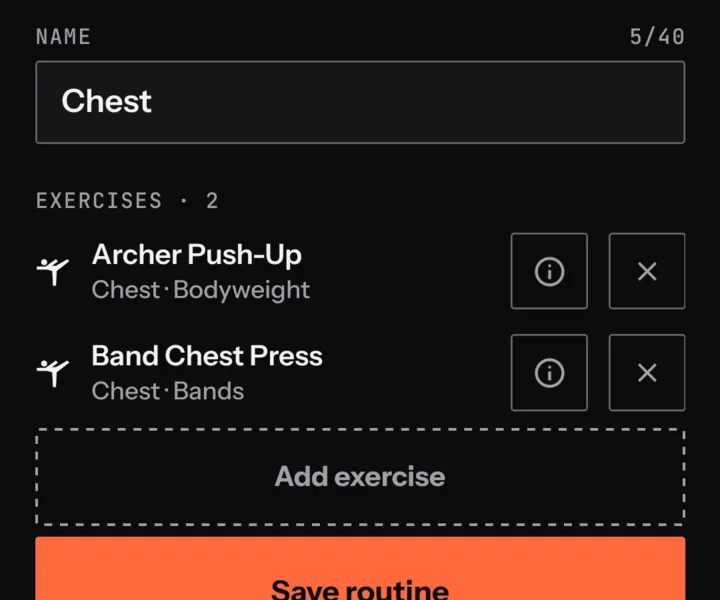 NAME 5/40
Chest
EXERCISES · 2
Archer Push-Up
Chest · Bodyweight
Band Chest Press
Chest · Bands
Add exercise
Save routine